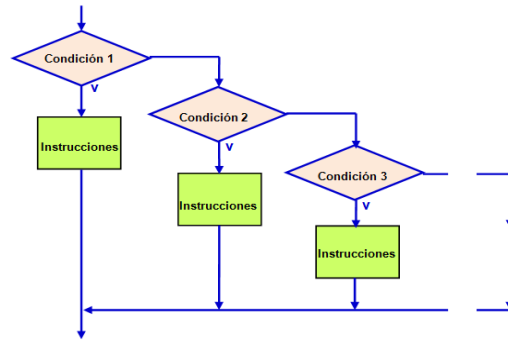 Condición 1
v
Condición 2
Instrucciones
v
Condición 3
Instrucciones
v
Instrucciones